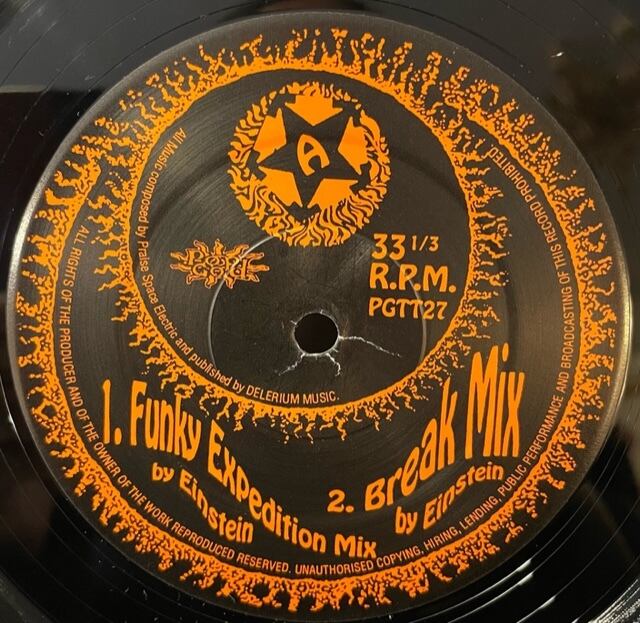 A
33 1/3
R.P.M.
PGTT27
All Music composed by Praise Space Electric and published by DELERIUM MUSIC.
1. Funky Expedition Mix
by Einstein
2. Break Mix
by Einstein
ALL RIGHTS OF THE PRODUCER AND OF THE OWNER OF THE WORK REPRODUCED RESERVED. UNAUTHORISED COPYING, HIRING, LENDING, PUBLIC PERFORMANCE AND BROADCASTING OF THIS RECORD PROHIBITED.